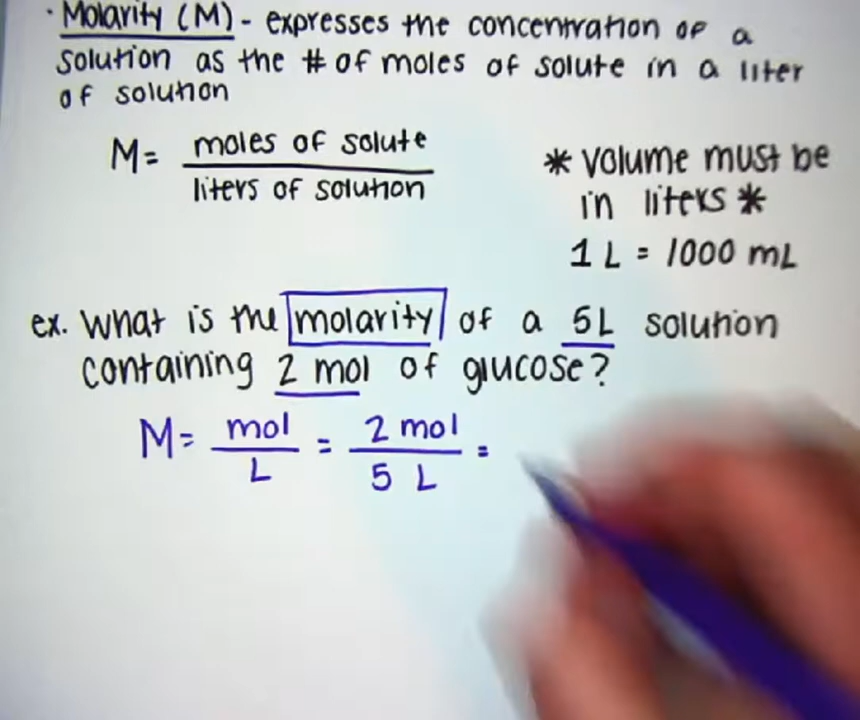 · Molarity (M) - expresses the concentration of a
solution as the # of moles of solute in a liter
of solution
M = moles of solute / liters of solution
* volume must be
in liters *
1 L = 1000 mL
ex. What is the molarity of a 5L solution
containing 2 mol of glucose?
M = mol / L = 2 mol / 5 L =